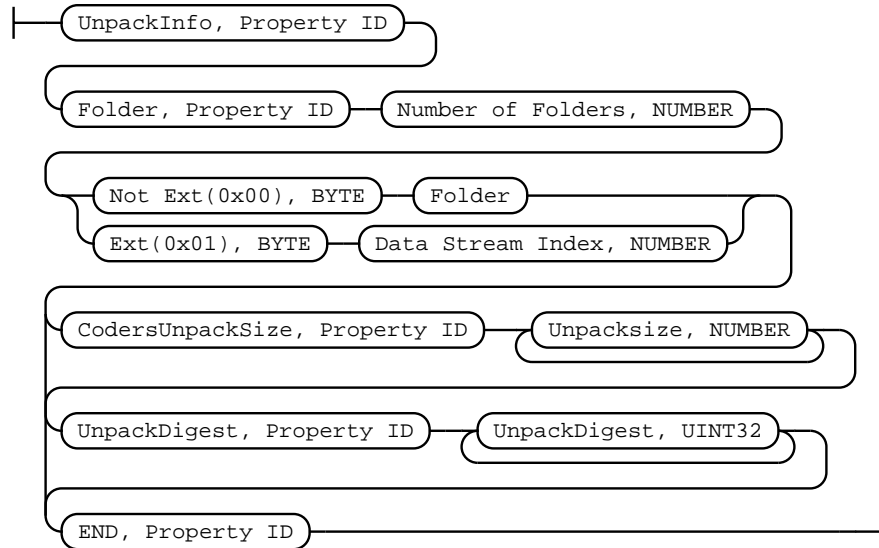 UnpackInfo, Property ID
Folder, Property ID Number of Folders, NUMBER
Not Ext(0x00), BYTE Folder
Ext(0x01), BYTE Data Stream Index, NUMBER
CodersUnpackSize, Property ID Unpacksize, NUMBER
UnpackDigest, Property ID UnpackDigest, UINT32
END, Property ID